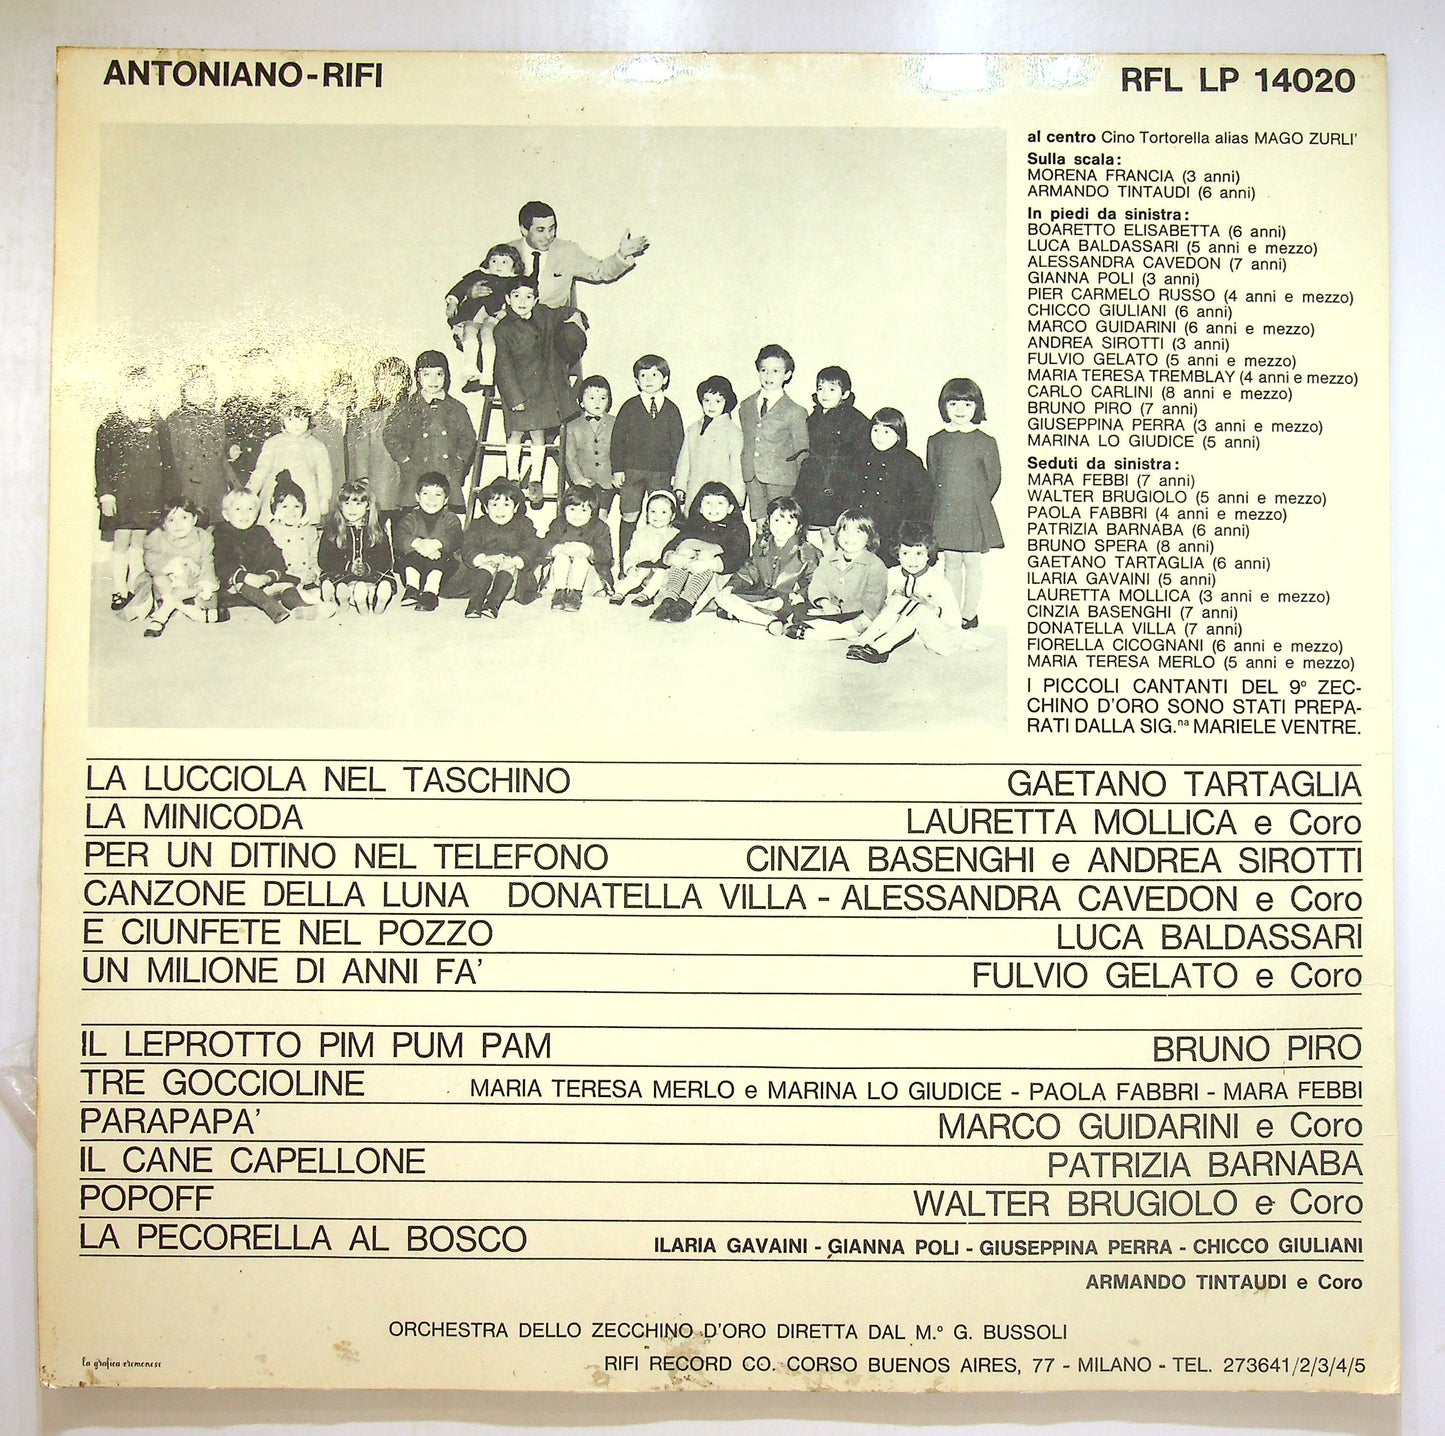 ANTONIANO-RIFI
RFL LP 14020
al centro Cino Tortorella alias MAGO ZURLI'
Sulla scala:
MORENA FRANCIA (3 anni)
ARMANDO TINTAUDI (6 anni)
In piedi da sinistra:
BOARETTO ELISABETTA (6 anni)
LUCA BALDASSARI (5 anni e mezzo)
ALESSANDRA CAVEDON (7 anni)
GIANNA POLI (3 anni)
PIER CARMELO RUSSO (4 anni e mezzo)
CHICCO GIULIANI (6 anni)
MARCO GUIDARINI (6 anni e mezzo)
ANDREA SIROTTI (3 anni)
FULVIO GELATO (5 anni e mezzo)
MARIA TERESA TREMBLAY (4 anni e mezzo)
CARLO CARLINI (8 anni e mezzo)
BRUNO PIRO (7 anni)
GIUSEPPINA PERRA (3 anni e mezzo)
MARINA LO GIUDICE (5 anni)
Seduti da sinistra:
MARA FEBBI (7 anni)
WALTER BRUGIOLO (5 anni e mezzo)
PAOLA FABBRI (4 anni e mezzo)
PATRIZIA BARNABA (6 anni)
BRUNO SPERA (8 anni)
GAETANO TARTAGLIA (6 anni)
ILARIA GAVAINI (5 anni)
LAURETTA MOLLICA (3 anni e mezzo)
CINZIA BASENGHI (7 anni)
DONATELLA VILLA (7 anni)
FIORELLA CICOGNANI (6 anni e mezzo)
MARIA TERESA MERLO (5 anni e mezzo)
I PICCOLI CANTANTI DEL 9° ZEC-
CHINO D'ORO SONO STATI PREPA-
RATI DALLA SIG.na MARIELE VENTRE.
LA LUCCIOLA NEL TASCHINO GAETANO TARTAGLIA
LA MINICODA LAURETTA MOLLICA e Coro
PER UN DITINO NEL TELEFONO CINZIA BASENGHI e ANDREA SIROTTI
CANZONE DELLA LUNA DONATELLA VILLA - ALESSANDRA CAVEDON e Coro
E CIUNFETE NEL POZZO LUCA BALDASSARI
UN MILIONE DI ANNI FA' FULVIO GELATO e Coro
IL LEPROTTO PIM PUM PAM BRUNO PIRO
TRE GOCCIOLINE MARIA TERESA MERLO e MARINA LO GIUDICE - PAOLA FABBRI - MARA FEBBI
PARAPAPA' MARCO GUIDARINI e Coro
IL CANE CAPELLONE PATRIZIA BARNABA
POPOFF WALTER BRUGIOLO e Coro
LA PECORELLA AL BOSCO ILARIA GAVAINI - GIANNA POLI - GIUSEPPINA PERRA - CHICCO GIULIANI
ARMANDO TINTAUDI e Coro
ORCHESTRA DELLO ZECCHINO D'ORO DIRETTA DAL M.° G. BUSSOLI
la grafica cremonese
RIFI RECORD CO. CORSO BUENOS AIRES, 77 - MILANO - TEL. 273641/2/3/4/5